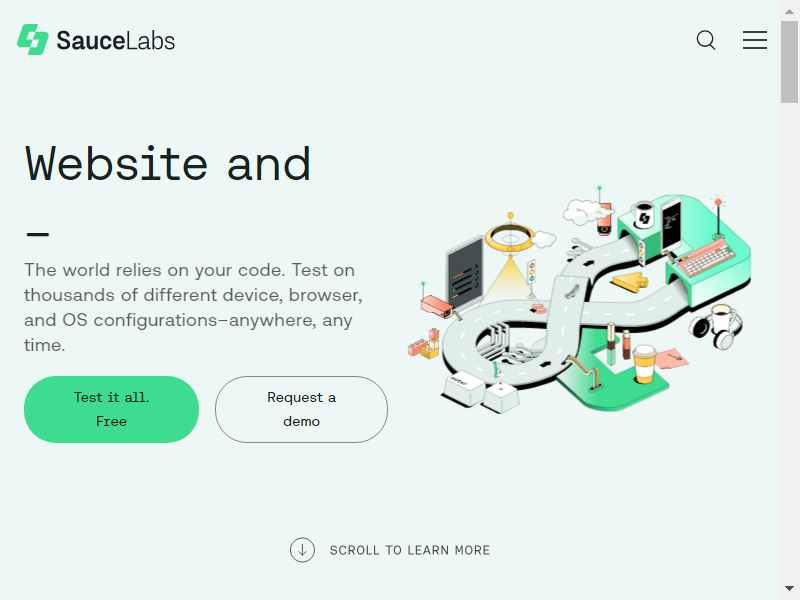 SauceLabs
Website and
_
The world relies on your code. Test on
thousands of different device, browser,
and OS configurations–anywhere, any
time.
Test it all.
Free
Request a
demo
SCROLL TO LEARN MORE